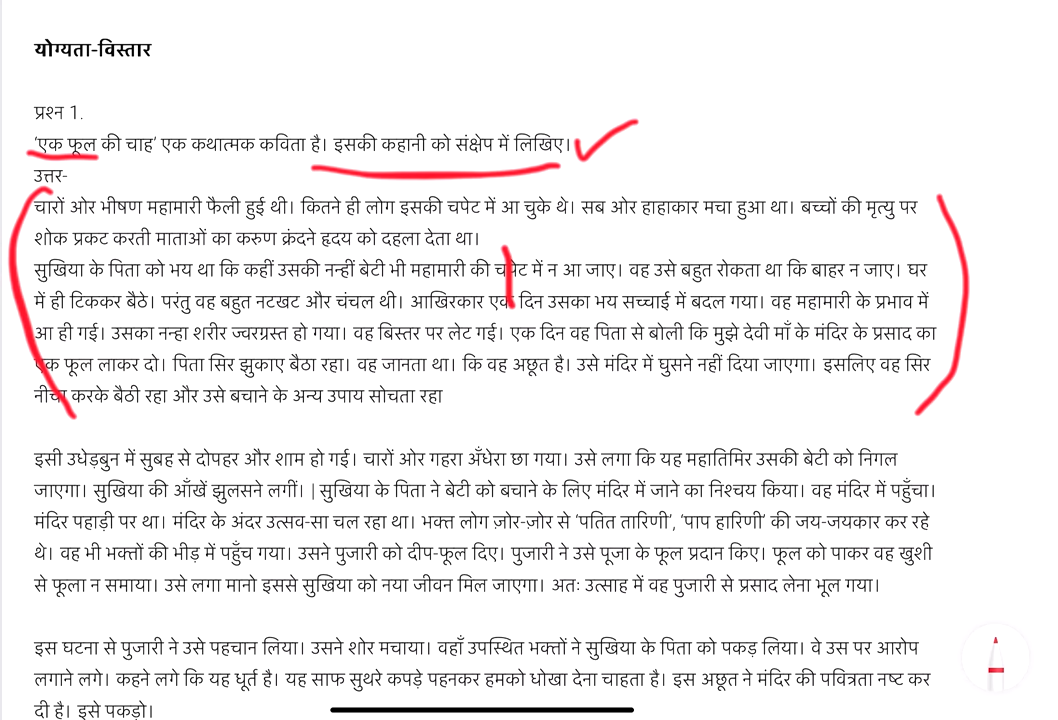 योग्यता-विस्तार
प्रश्न 1.
‘एक फूल की चाह’ एक कथात्मक कविता है। इसकी कहानी को संक्षेप में लिखिए।
उत्तर-
चारों ओर भीषण महामारी फैली हुई थी। कितने ही लोग इसकी चपेट में आ चुके थे। सब ओर हाहाकार मचा हुआ था। बच्चों की मृत्यु पर
शोक प्रकट करती माताओं का करुण क्रंदने हृदय को दहला देता था।
सुखिया के पिता को भय था कि कहीं उसकी नन्हीं बेटी भी महामारी की चपेट में न आ जाए। वह उसे बहुत रोकता था कि बाहर न जाए। घर
में ही टिककर बैठे। परंतु वह बहुत नटखट और चंचल थी। आखिरकार एक दिन उसका भय सच्चाई में बदल गया। वह महामारी के प्रभाव में
आ ही गई। उसका नन्हा शरीर ज्वरग्रस्त हो गया। वह बिस्तर पर लेट गई। एक दिन वह पिता से बोली कि मुझे देवी माँ के मंदिर के प्रसाद का
एक फूल लाकर दो। पिता सिर झुकाए बैठा रहा। वह जानता था। कि वह अछूत है। उसे मंदिर में घुसने नहीं दिया जाएगा। इसलिए वह सिर
नीचा करके बैठी रहा और उसे बचाने के अन्य उपाय सोचता रहा
इसी उधेड़बुन में सुबह से दोपहर और शाम हो गई। चारों ओर गहरा अँधेरा छा गया। उसे लगा कि यह महातिमिर उसकी बेटी को निगल
जाएगा। सुखिया की आँखें झुलसने लगीं। | सुखिया के पिता ने बेटी को बचाने के लिए मंदिर में जाने का निश्चय किया। वह मंदिर में पहुँचा।
मंदिर पहाड़ी पर था। मंदिर के अंदर उत्सव-सा चल रहा था। भक्त लोग ज़ोर-ज़ोर से ‘पतित तारिणी’, ‘पाप हारिणी’ की जय-जयकार कर रहे
थे। वह भी भक्तों की भीड़ में पहुँच गया। उसने पुजारी को दीप-फूल दिए। पुजारी ने उसे पूजा के फूल प्रदान किए। फूल को पाकर वह खुशी
से फूला न समाया। उसे लगा मानो इससे सुखिया को नया जीवन मिल जाएगा। अतः उत्साह में वह पुजारी से प्रसाद लेना भूल गया।
इस घटना से पुजारी ने उसे पहचान लिया। उसने शोर मचाया। वहाँ उपस्थित भक्तों ने सुखिया के पिता को पकड़ लिया। वे उस पर आरोप
लगाने लगे। कहने लगे कि यह धूर्त है। यह साफ सुथरे कपड़े पहनकर हमको धोखा देना चाहता है। इस अछूत ने मंदिर की पवित्रता नष्ट कर
दी है। इसे पकड़ो।